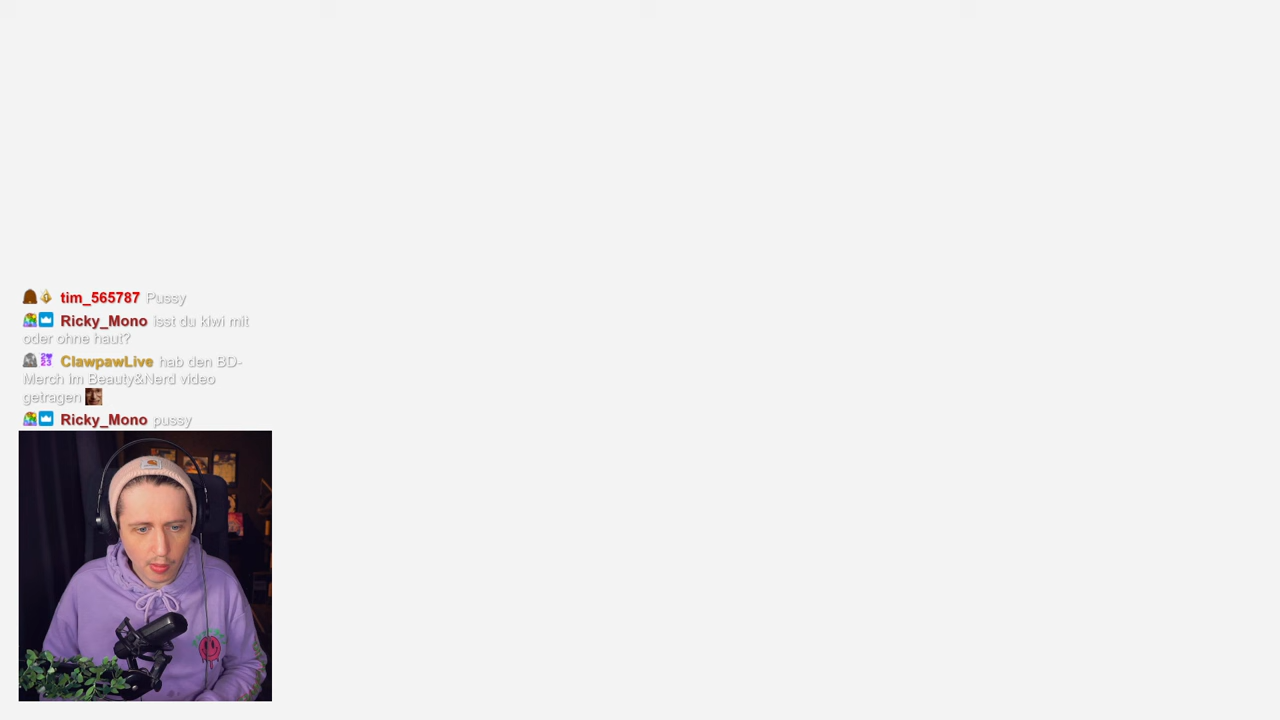 tim_565787 Pussy
Ricky_Mono isst du kiwi mit
oder ohne haut?
ClawpawLive hab den BD-
Merch im Beauty&Nerd video
getragen
Ricky_Mono pussy